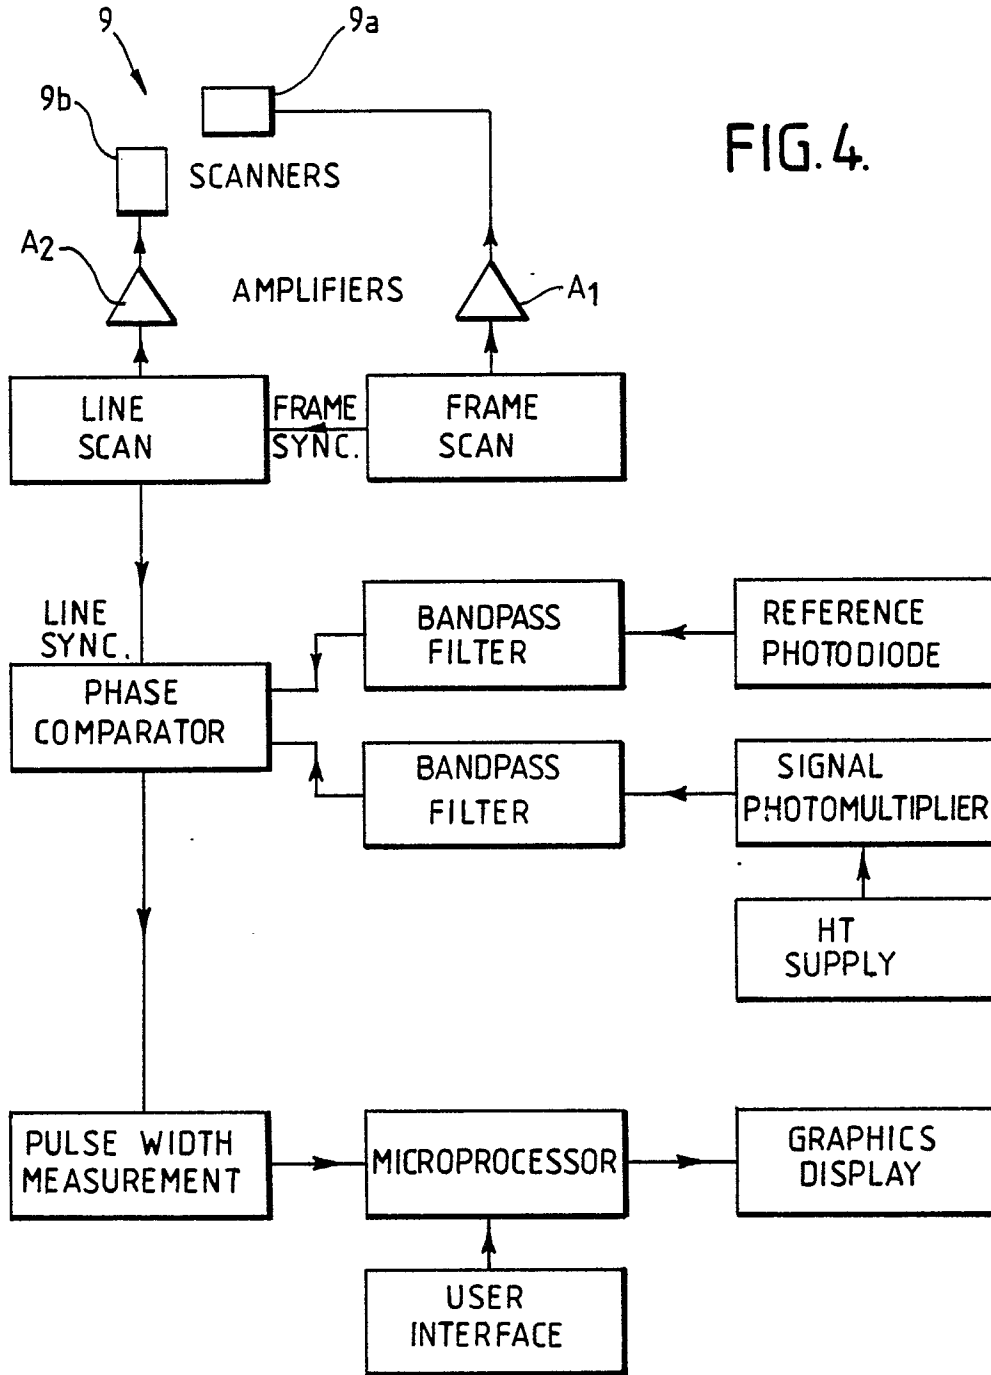 9
9a
9b
FIG. 4.
SCANNERS
A2
AMPLIFIERS
A1
LINE
SCAN
FRAME
SYNC.
FRAME
SCAN
LINE
SYNC.
BANDPASS
FILTER
REFERENCE
PHOTODIODE
PHASE
COMPARATOR
BANDPASS
FILTER
SIGNAL
PHOTOMULTIPLIER
HT
SUPPLY
PULSE WIDTH
MEASUREMENT
MICROPROCESSOR
GRAPHICS
DISPLAY
USER
INTERFACE